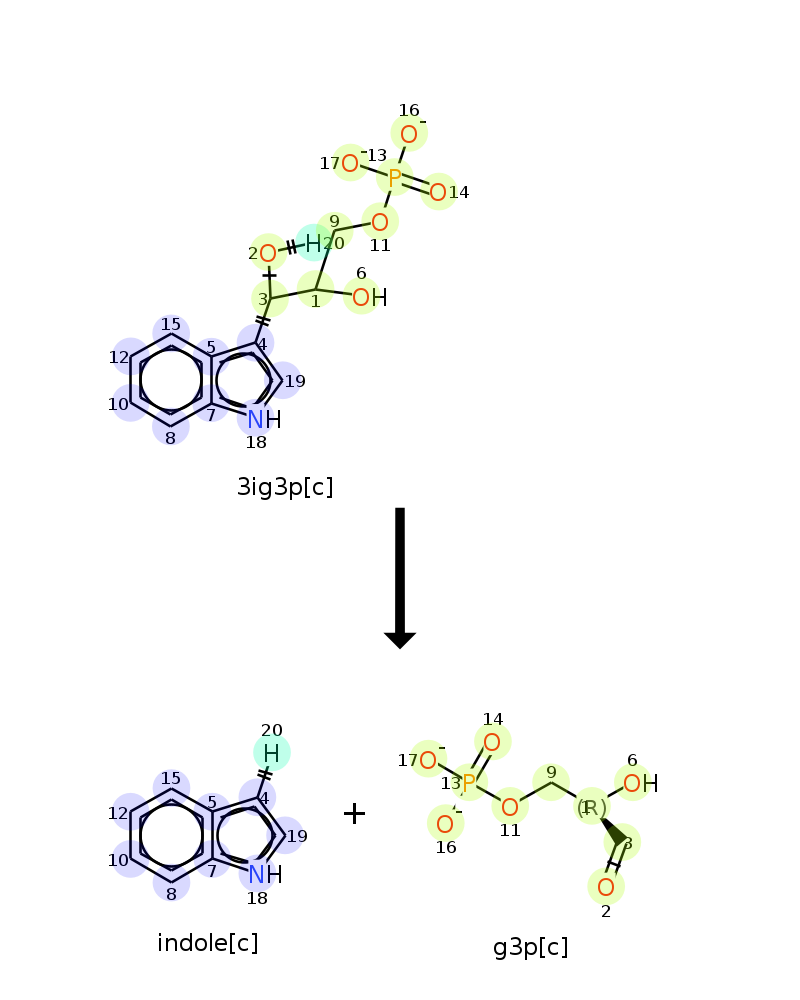 16
O-
17 O- 13
P
O 14
9
O
11
2 O
H 20
6
OH
3
1
15
5
4
12
19
10
7
NH
8
18
3ig3p[c]
20
H
15
5
4
12
19
10
7
NH
8
18
indole[c]
+
14
17 O-
O
13 P
9
6
OH
1 (R)
O
11
O-
16
3
O
2
g3p[c]